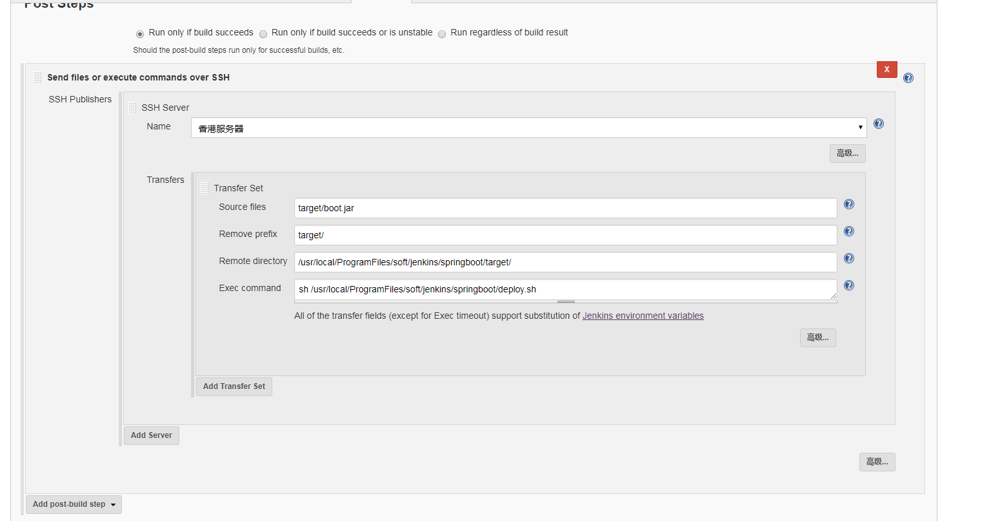 Post Steps
Run only if build succeeds Run only if build succeeds or is unstable Run regardless of build result
Should the post-build steps run only for successful builds, etc.
X
Send files or execute commands over SSH
SSH Publishers
SSH Server
Name 香港服务器
高级...
Transfers
Transfer Set
Source files target/boot.jar
Remove prefix target/
Remote directory /usr/local/ProgramFiles/soft/jenkins/springboot/target/
Exec command sh /usr/local/ProgramFiles/soft/jenkins/springboot/deploy.sh
All of the transfer fields (except for Exec timeout) support substitution of Jenkins environment variables
高级...
Add Transfer Set
Add Server
高级...
Add post-build step